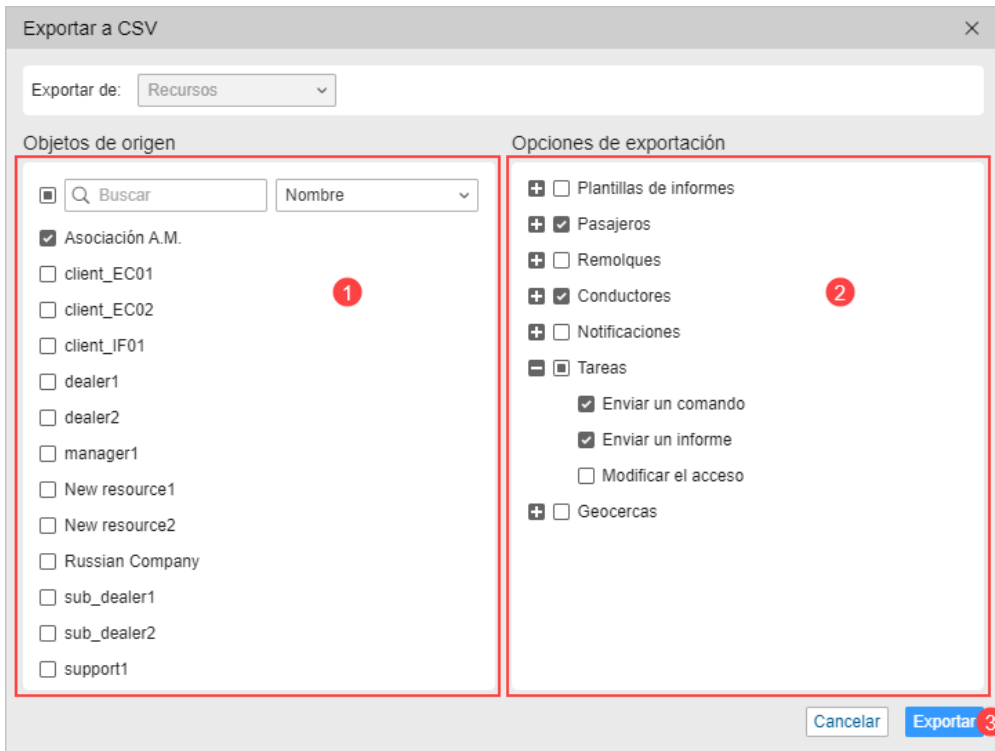 Exportar a CSV
Exportar de: Recursos
Objetos de origen
Buscar
Nombre
Asociación A.M.
client_EC01
client_EC02
client_IF01
dealer1
dealer2
manager1
New resource1
New resource2
Russian Company
sub_dealer1
sub_dealer2
support1
1
Opciones de exportación
Plantillas de informes
Pasajeros
Remolques
Conductores
Notificaciones
Tareas
Enviar un comando
Enviar un informe
Modificar el acceso
Geocercas
2
Cancelar
Exportar
3